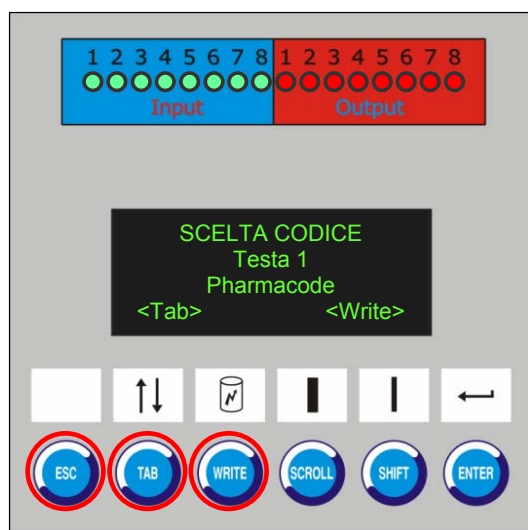 1 2 3 4 5 6 7 8 1 2 3 4 5 6 7 8
Input Output
SCELTA CODICE
Testa 1
Pharmacode
<Tab> <Write>
ESC TAB WRITE SCROLL SHIFT ENTER